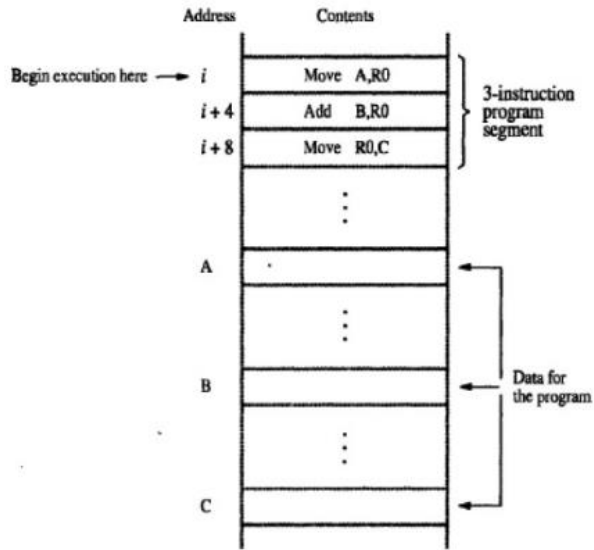 Address Contents
Begin execution here i Move A,R0
i + 4 Add B,R0
i + 8 Move R0,C
3-instruction
program
segment
A
B
Data for
the program
C